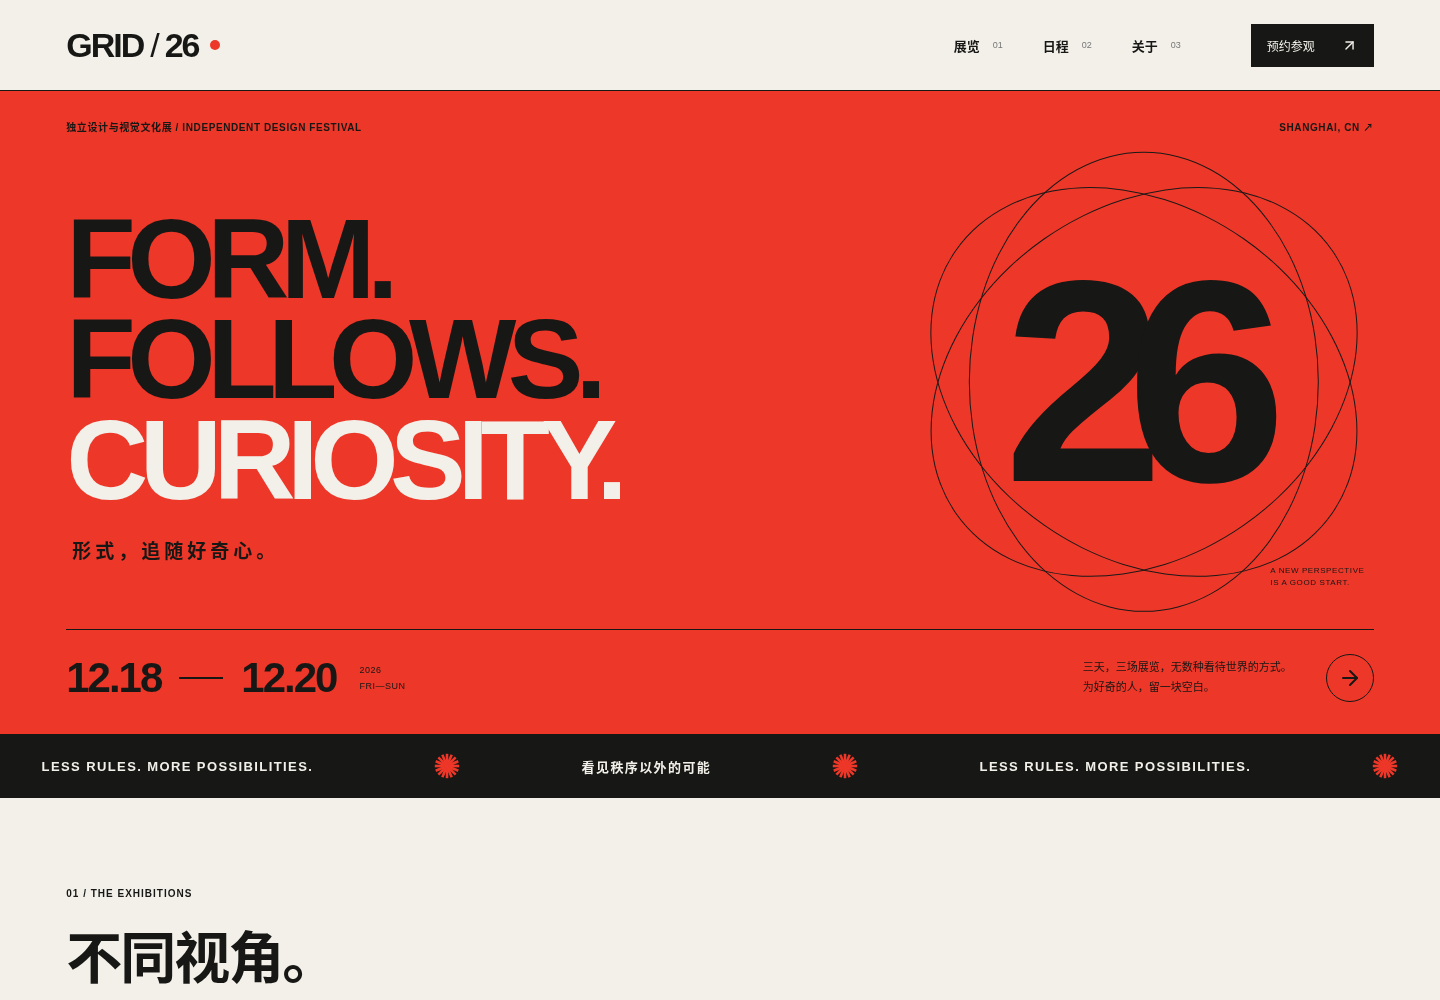 GRID / 26
展览 01 日程 02 关于 03 预约参观
独立设计与视觉文化展 / INDEPENDENT DESIGN FESTIVAL
SHANGHAI, CN ↗
FORM.
FOLLOWS.
CURIOSITY.
形式，追随好奇心。
26
A NEW PERSPECTIVE
IS A GOOD START.
12.18 — 12.20
2026
FRI—SUN
三天，三场展览，无数种看待世界的方式。
为好奇的人，留一块空白。
LESS RULES. MORE POSSIBILITIES. 看见秩序以外的可能 LESS RULES. MORE POSSIBILITIES.
01 / THE EXHIBITIONS
不同视角。